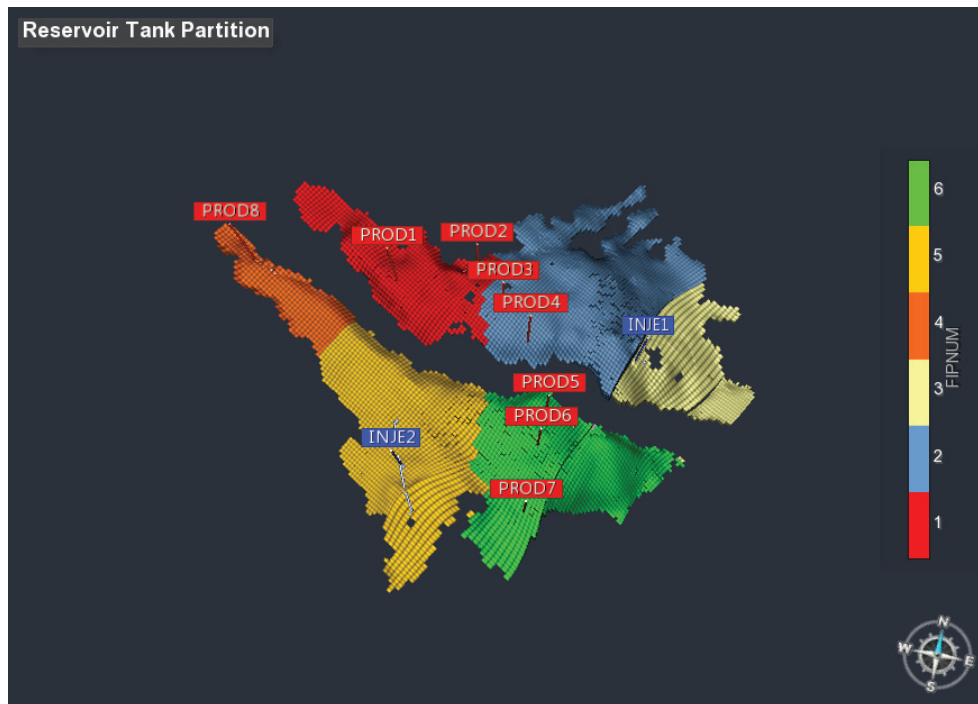 Reservoir Tank Partition
PROD8
PROD1
PROD2
PROD3
PROD4
INJE1
PROD5
PROD6
INJE2
PROD7
6
5
4
3
2
1
FIPNUM
N
W
E
S